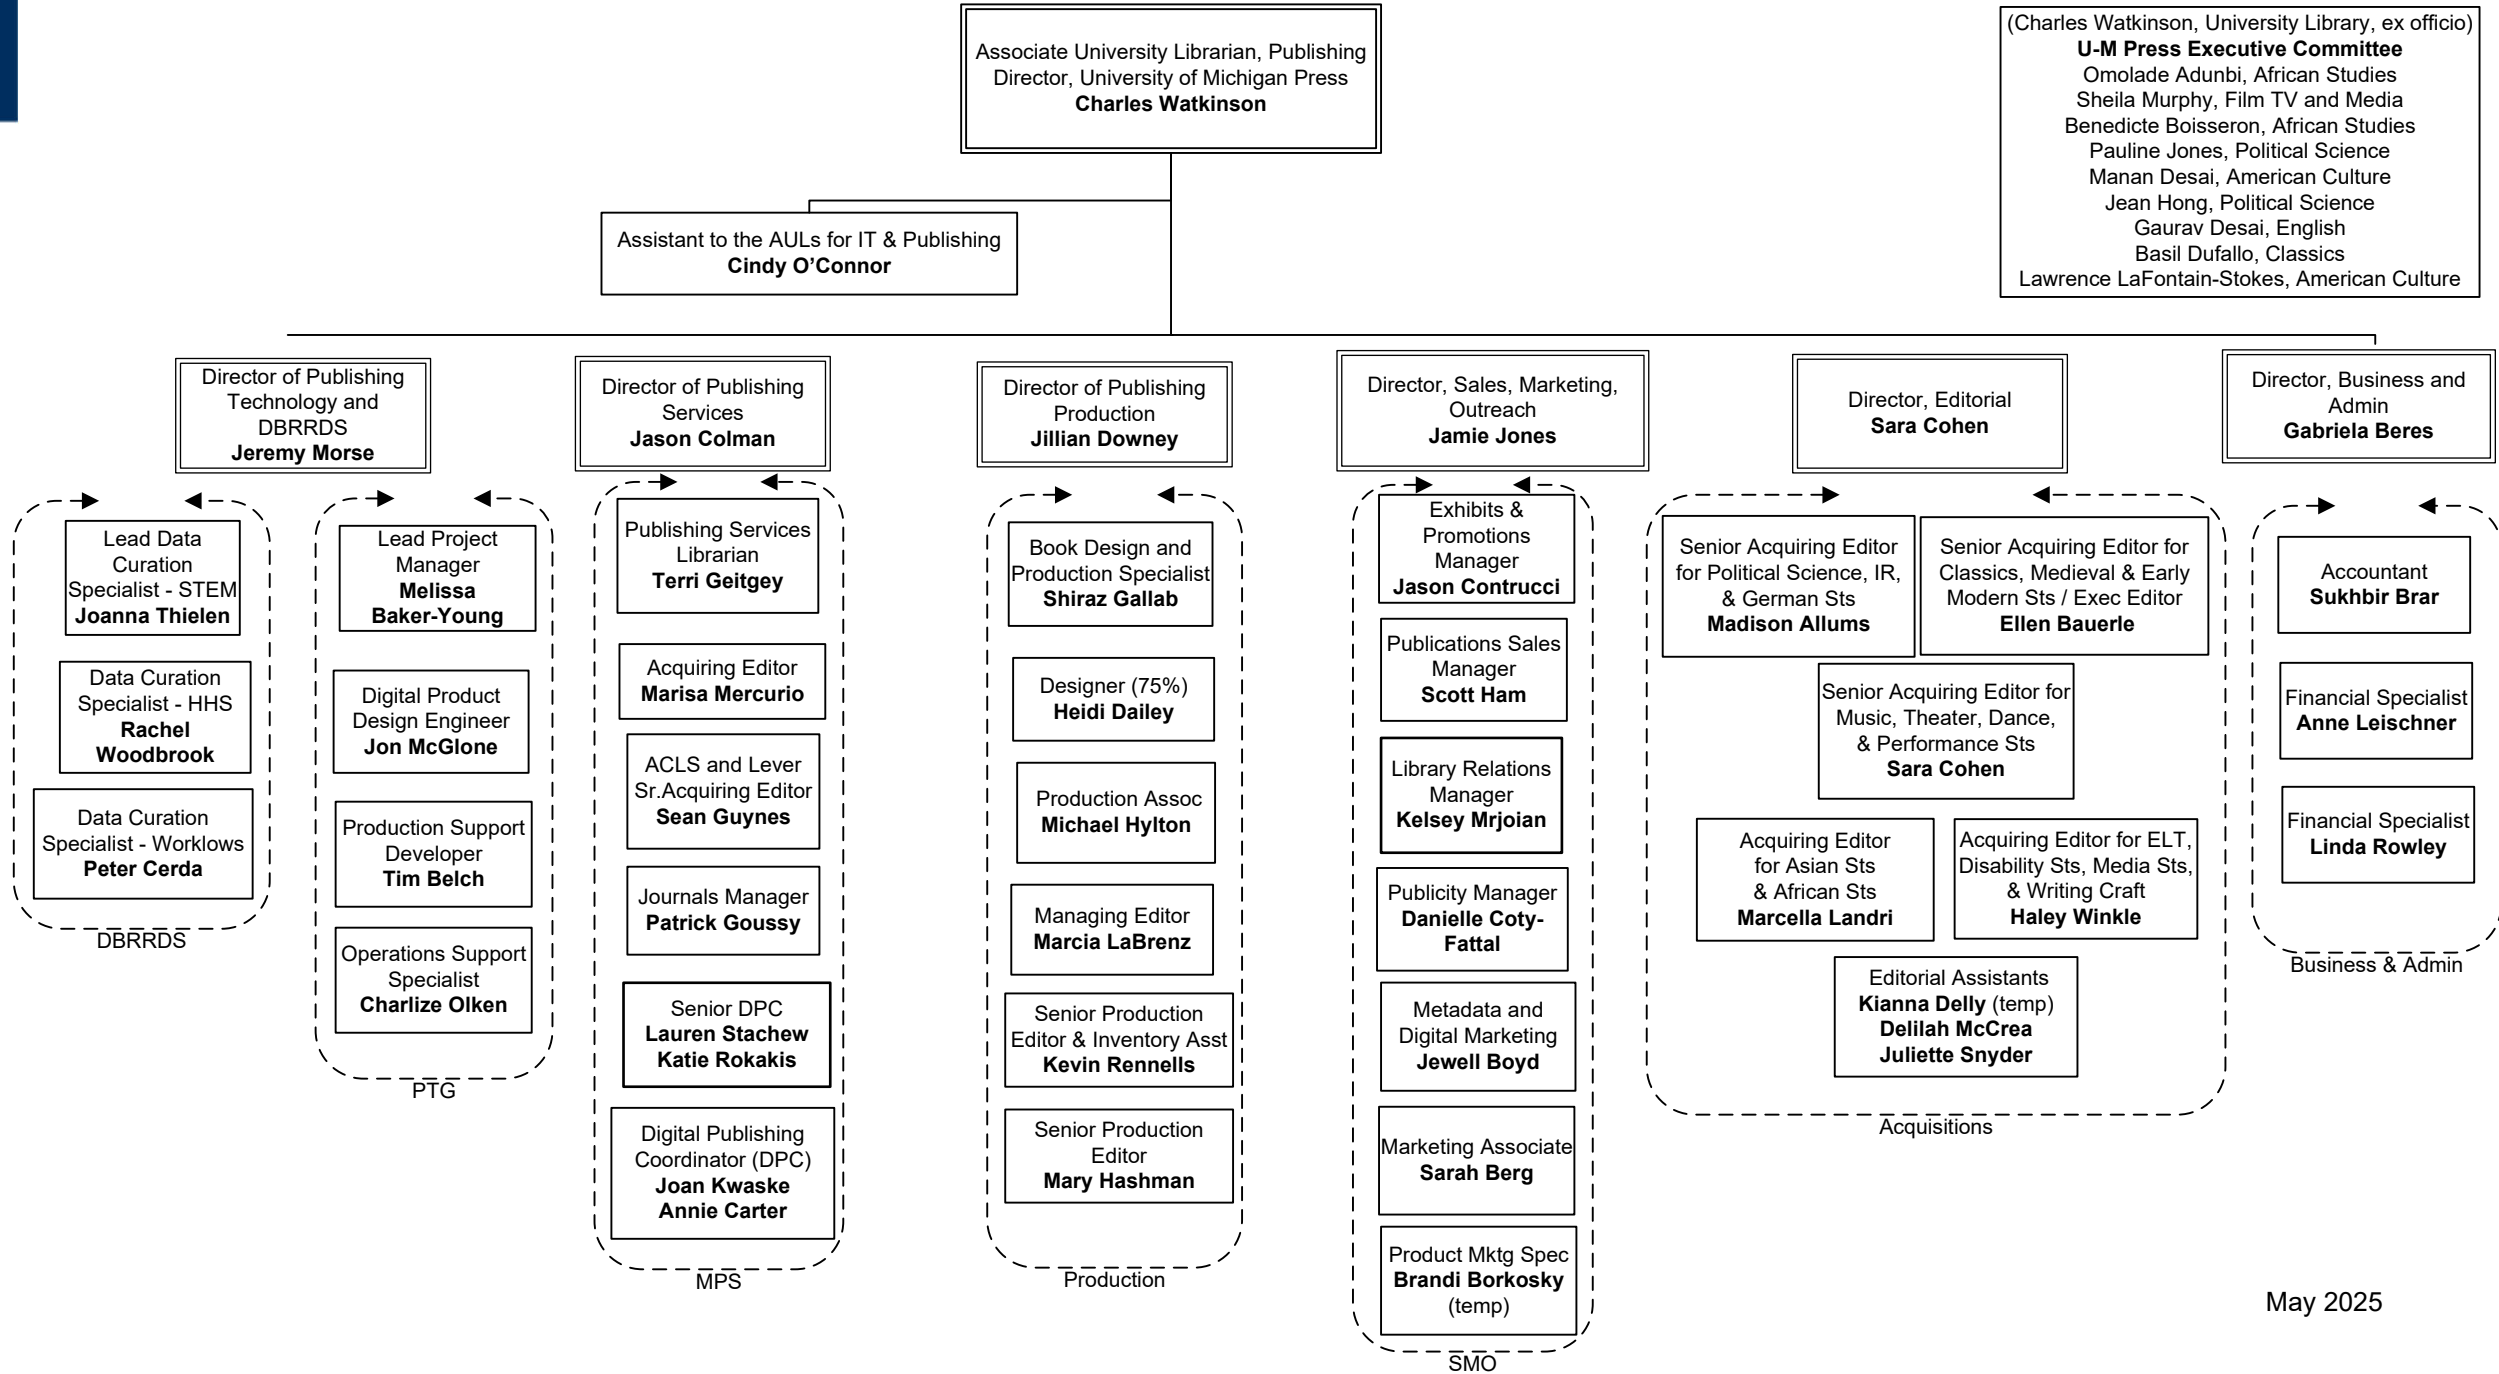 Associate University Librarian, Publishing
Director, University of Michigan Press
Charles Watkinson
(Charles Watkinson, University Library, ex officio)
U-M Press Executive Committee
Omolade Adunbi, African Studies
Sheila Murphy, Film TV and Media
Benedicte Boisseron, African Studies
Pauline Jones, Political Science
Manan Desai, American Culture
Jean Hong, Political Science
Gaurav Desai, English
Basil Dufallo, Classics
Lawrence LaFontain-Stokes, American Culture
Assistant to the AULs for IT & Publishing
Cindy O’Connor
Director of Publishing
Technology and
DBRRDS
Jeremy Morse
Lead Data
Curation
Specialist - STEM
Joanna Thielen
Data Curation
Specialist - HHS
Rachel
Woodbrook
Data Curation
Specialist - Worklows
Peter Cerda
DBRRDS
Lead Project
Manager
Melissa
Baker-Young
Digital Product
Design Engineer
Jon McGlone
Production Support
Developer
Tim Belch
Operations Support
Specialist
Charlize Olken
PTG
Director of Publishing
Services
Jason Colman
Publishing Services
Librarian
Terri Geitgey
Acquiring Editor
Marisa Mercurio
ACLS and Lever
Sr.Acquiring Editor
Sean Guynes
Journals Manager
Patrick Goussy
Senior DPC
Lauren Stachew
Katie Rokakis
Digital Publishing
Coordinator (DPC)
Joan Kwaske
Annie Carter
MPS
Director of Publishing
Production
Jillian Downey
Book Design and
Production Specialist
Shiraz Gallab
Designer (75%)
Heidi Dailey
Production Assoc
Michael Hylton
Managing Editor
Marcia LaBrenz
Senior Production
Editor & Inventory Asst
Kevin Rennells
Senior Production
Editor
Mary Hashman
Production
Director, Sales, Marketing,
Outreach
Jamie Jones
Exhibits &
Promotions
Manager
Jason Contrucci
Publications Sales
Manager
Scott Ham
Library Relations
Manager
Kelsey Mrjoian
Publicity Manager
Danielle Coty-
Fattal
Metadata and
Digital Marketing
Jewell Boyd
Marketing Associate
Sarah Berg
Product Mktg Spec
Brandi Borkosky
(temp)
SMO
Director, Editorial
Sara Cohen
Senior Acquiring Editor
for Political Science, IR,
& German Sts
Madison Allums
Senior Acquiring Editor for
Classics, Medieval & Early
Modern Sts / Exec Editor
Ellen Bauerle
Senior Acquiring Editor for
Music, Theater, Dance,
& Performance Sts
Sara Cohen
Acquiring Editor
for Asian Sts
& African Sts
Marcella Landri
Acquiring Editor for ELT,
Disability Sts, Media Sts,
& Writing Craft
Haley Winkle
Editorial Assistants
Kianna Delly (temp)
Delilah McCrea
Juliette Snyder
Acquisitions
Director, Business and
Admin
Gabriela Beres
Accountant
Sukhbir Brar
Financial Specialist
Anne Leischner
Financial Specialist
Linda Rowley
Business & Admin
May 2025